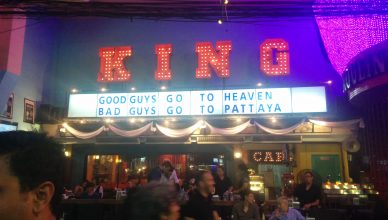 KING
GOOD GUYS GO TO HEAVEN
BAD GUYS GO TO PATTAYA
CAF